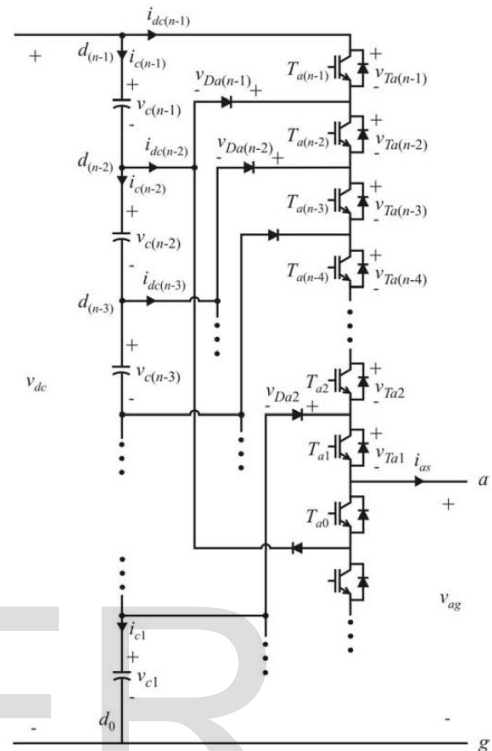 i_dc(n-1)
+
d_(n-1)
i_c(n-1)
v_Da(n-1)
T_a(n-1)
+
v_Ta(n-1)
-
+
v_c(n-1)
-
- +
v_Da(n-2)
T_a(n-2)
+
v_Ta(n-2)
-
d_(n-2)
i_dc(n-2)
- +
i_c(n-2)
T_a(n-3)
+
v_Ta(n-3)
-
+
v_c(n-2)
-
T_a(n-4)
+
v_Ta(n-4)
-
d_(n-3)
i_dc(n-3)
+
v_c(n-3)
-
v_dc
v_Da2
- +
T_a2
+
v_Ta2
-
T_a1
+
v_Ta1
-
i_as
a
+
T_a0
v_ag
i_c1
+
v_c1
-
d_0
-
-
g
ER